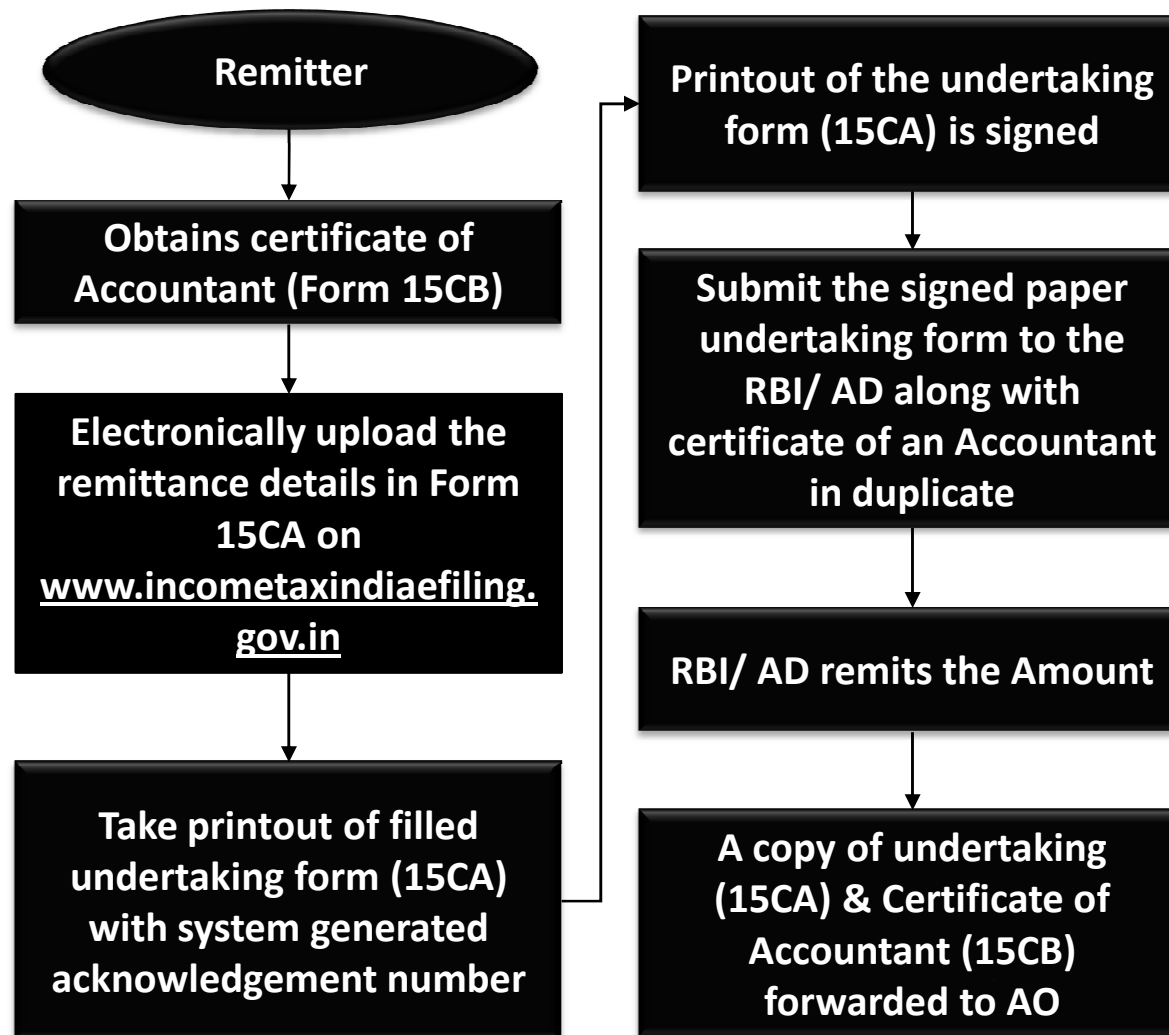 Remitter
Obtains certificate of
Accountant (Form 15CB)
Electronically upload the
remittance details in Form
15CA on
www.incometaxindiaefiling.
gov.in
Take printout of filled
undertaking form (15CA)
with system generated
acknowledgement number
Printout of the undertaking
form (15CA) is signed
Submit the signed paper
undertaking form to the
RBI/ AD along with
certificate of an Accountant
in duplicate
RBI/ AD remits the Amount
A copy of undertaking
(15CA) & Certificate of
Accountant (15CB)
forwarded to AO